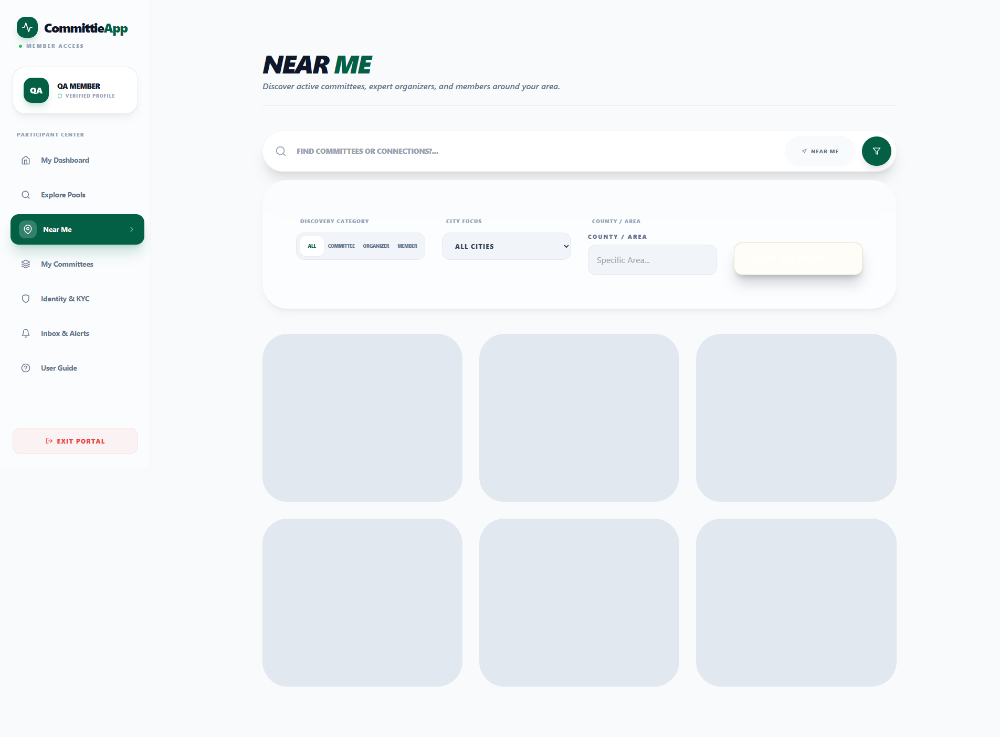 CommittieApp
MEMBER ACCESS
QA
QA MEMBER
VERIFIED PROFILE
PARTICIPANT CENTER
My Dashboard
Explore Pools
Near Me
My Committees
Identity & KYC
Inbox & Alerts
User Guide
EXIT PORTAL
NEAR ME
Discover active committees, expert organizers, and members around your area.
FIND COMMITTEES OR CONNECTIONS?...
NEAR ME
DISCOVERY CATEGORY
ALL COMMITTEE ORGANIZER MEMBER
CITY FOCUS
ALL CITIES
COUNTY / AREA
COUNTY / AREA
Specific Area...